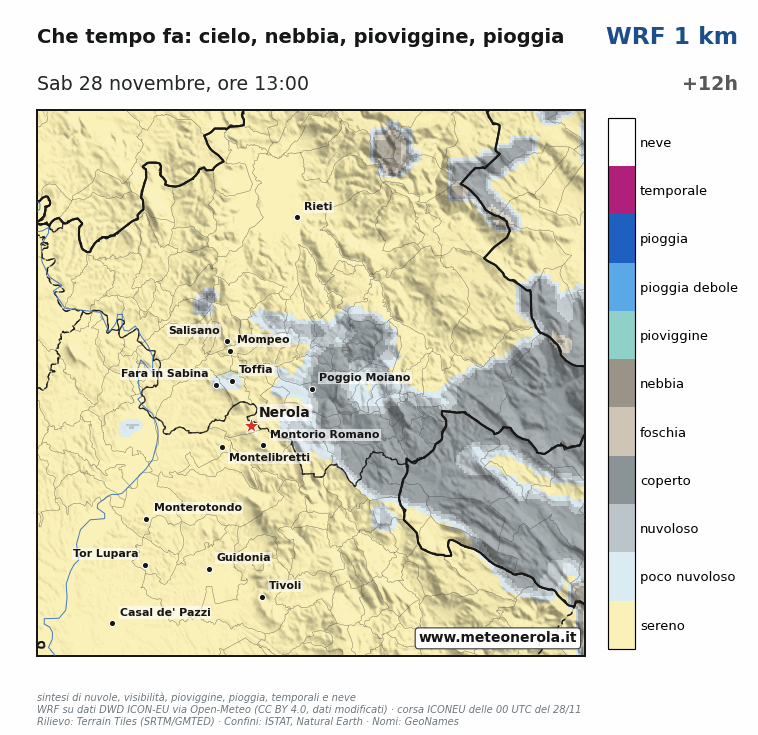 Che tempo fa: cielo, nebbia, pioviggine, pioggia
WRF 1 km
Sab 28 novembre, ore 13:00
+12h
neve
temporale
pioggia
pioggia debole
pioviggine
nebbia
foschia
coperto
nuvoloso
poco nuvoloso
sereno
Rieti
Salisano
Mompeo
Fara in Sabina
Toffia
Poggio Moiano
Nerola
Montorio Romano
Montelibretti
Monterotondo
Tor Lupara
Guidonia
Tivoli
Casal de' Pazzi
www.meteonerola.it
sintesi di nuvole, visibilità, pioviggine, pioggia, temporali e neve
WRF su dati DWD ICON-EU via Open-Meteo (CC BY 4.0, dati modificati) · corsa ICONEU delle 00 UTC del 28/11
Rilievo: Terrain Tiles (SRTM/GMTED) · Confini: ISTAT, Natural Earth · Nomi: GeoNames